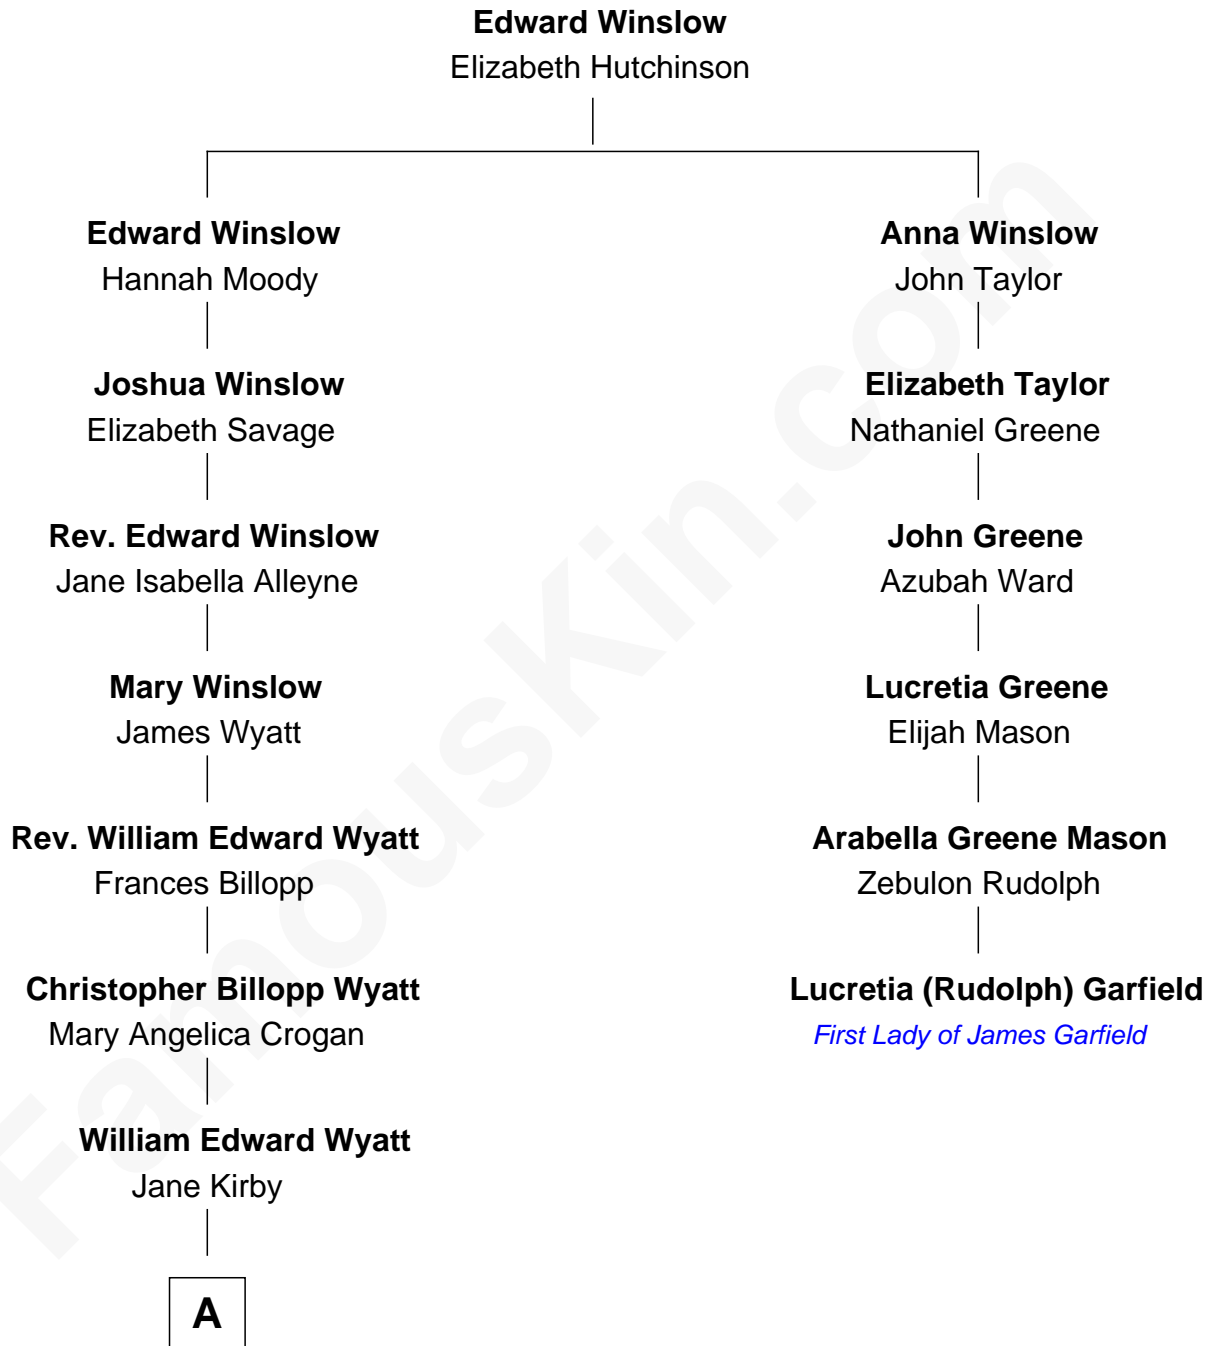 Edward Winslow
Elizabeth Hutchinson
Edward Winslow
Hannah Moody
Anna Winslow
John Taylor
Joshua Winslow
Elizabeth Savage
Elizabeth Taylor
Nathaniel Greene
Rev. Edward Winslow
Jane Isabella Alleyne
John Greene
Azubah Ward
Mary Winslow
James Wyatt
Lucretia Greene
Elijah Mason
Rev. William Edward Wyatt
Frances Billopp
Arabella Greene Mason
Zebulon Rudolph
Christopher Billopp Wyatt
Mary Angelica Crogan
Lucretia (Rudolph) Garfield
First Lady of James Garfield
William Edward Wyatt
Jane Kirby
A
FamousKin.com